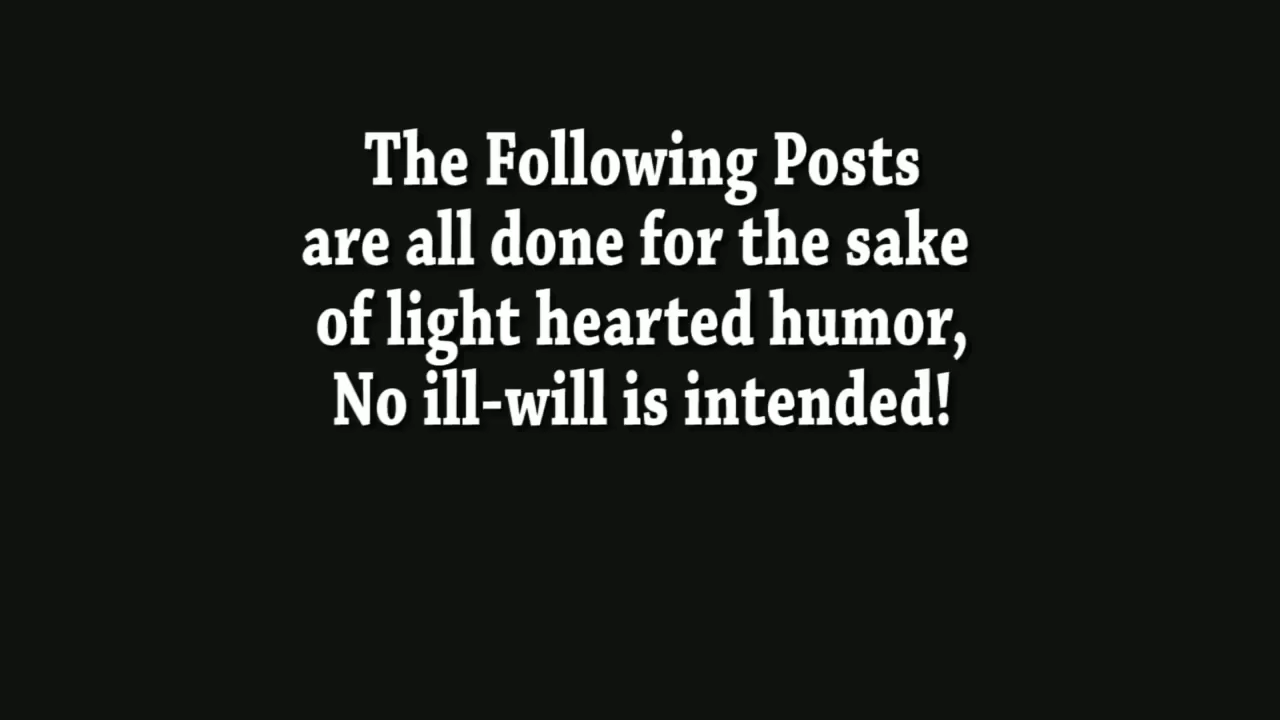 The Following Posts
are all done for the sake
of light hearted humor,
No ill-will is intended!